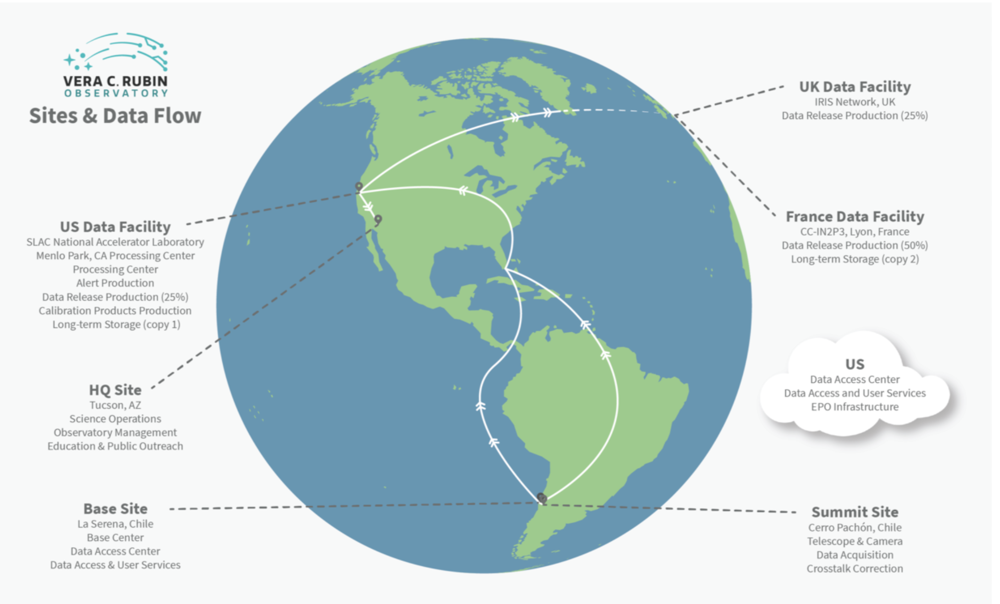 VERA C. RUBIN
OBSERVATORY
Sites & Data Flow
UK Data Facility
IRIS Network, UK
Data Release Production (25%)
US Data Facility
SLAC National Accelerator Laboratory
Menlo Park, CA Processing Center
Processing Center
Alert Production
Data Release Production (25%)
Calibration Products Production
Long-term Storage (copy 1)
France Data Facility
CC-IN2P3, Lyon, France
Data Release Production (50%)
Long-term Storage (copy 2)
HQ Site
Tucson, AZ
Science Operations
Observatory Management
Education & Public Outreach
US
Data Access Center
Data Access and User Services
EPO Infrastructure
Base Site
La Serena, Chile
Base Center
Data Access Center
Data Access & User Services
Summit Site
Cerro Pachón, Chile
Telescope & Camera
Data Acquisition
Crosstalk Correction